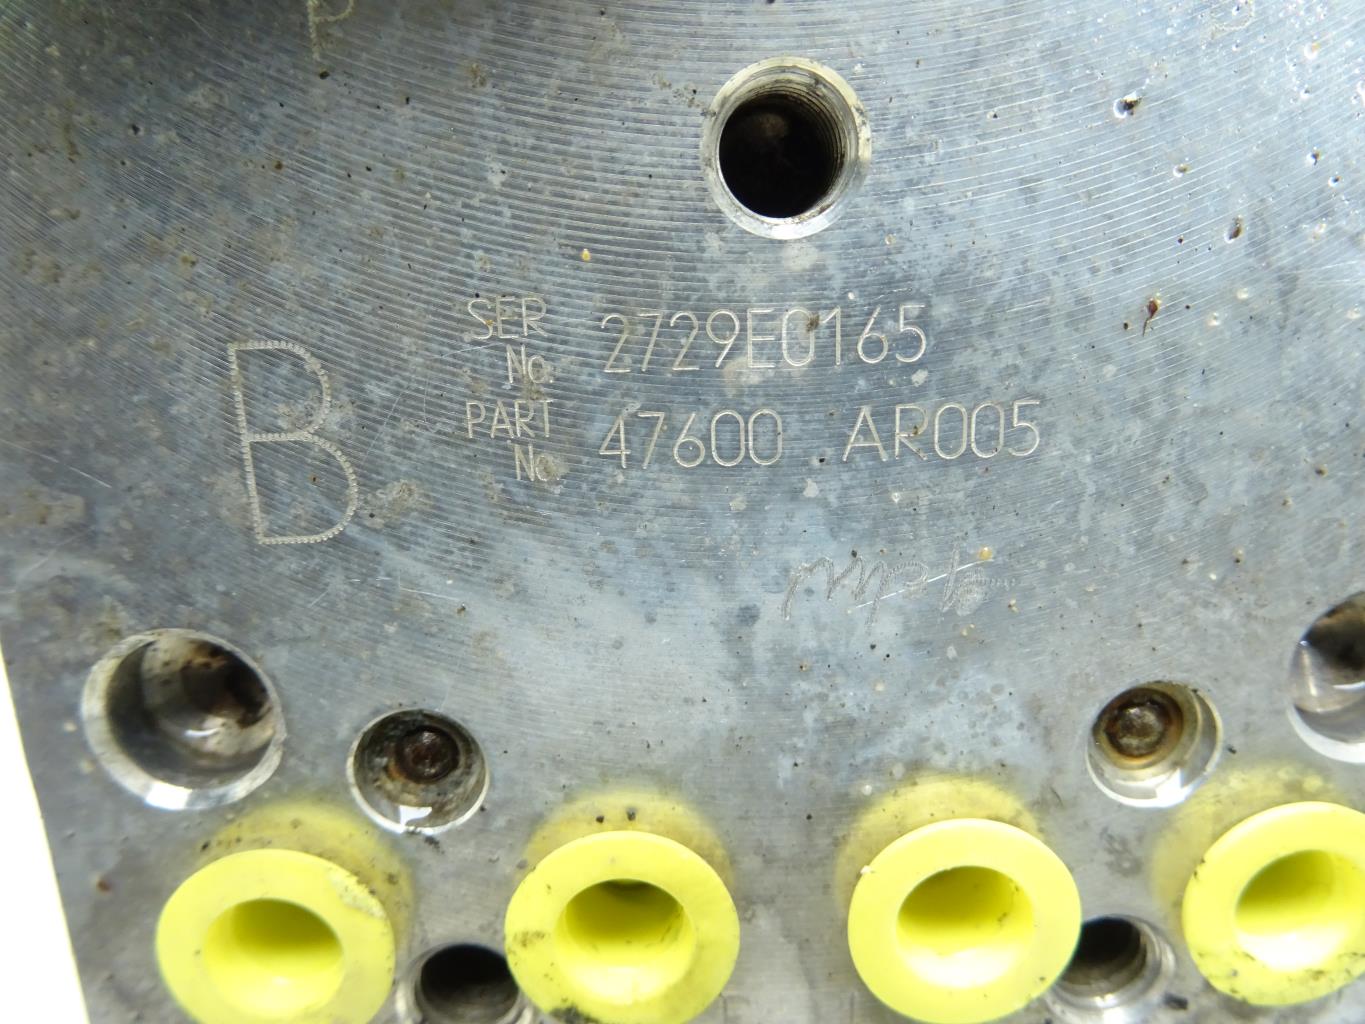 B
SER
No.
2729E0165
PART
No.
47600 AR005